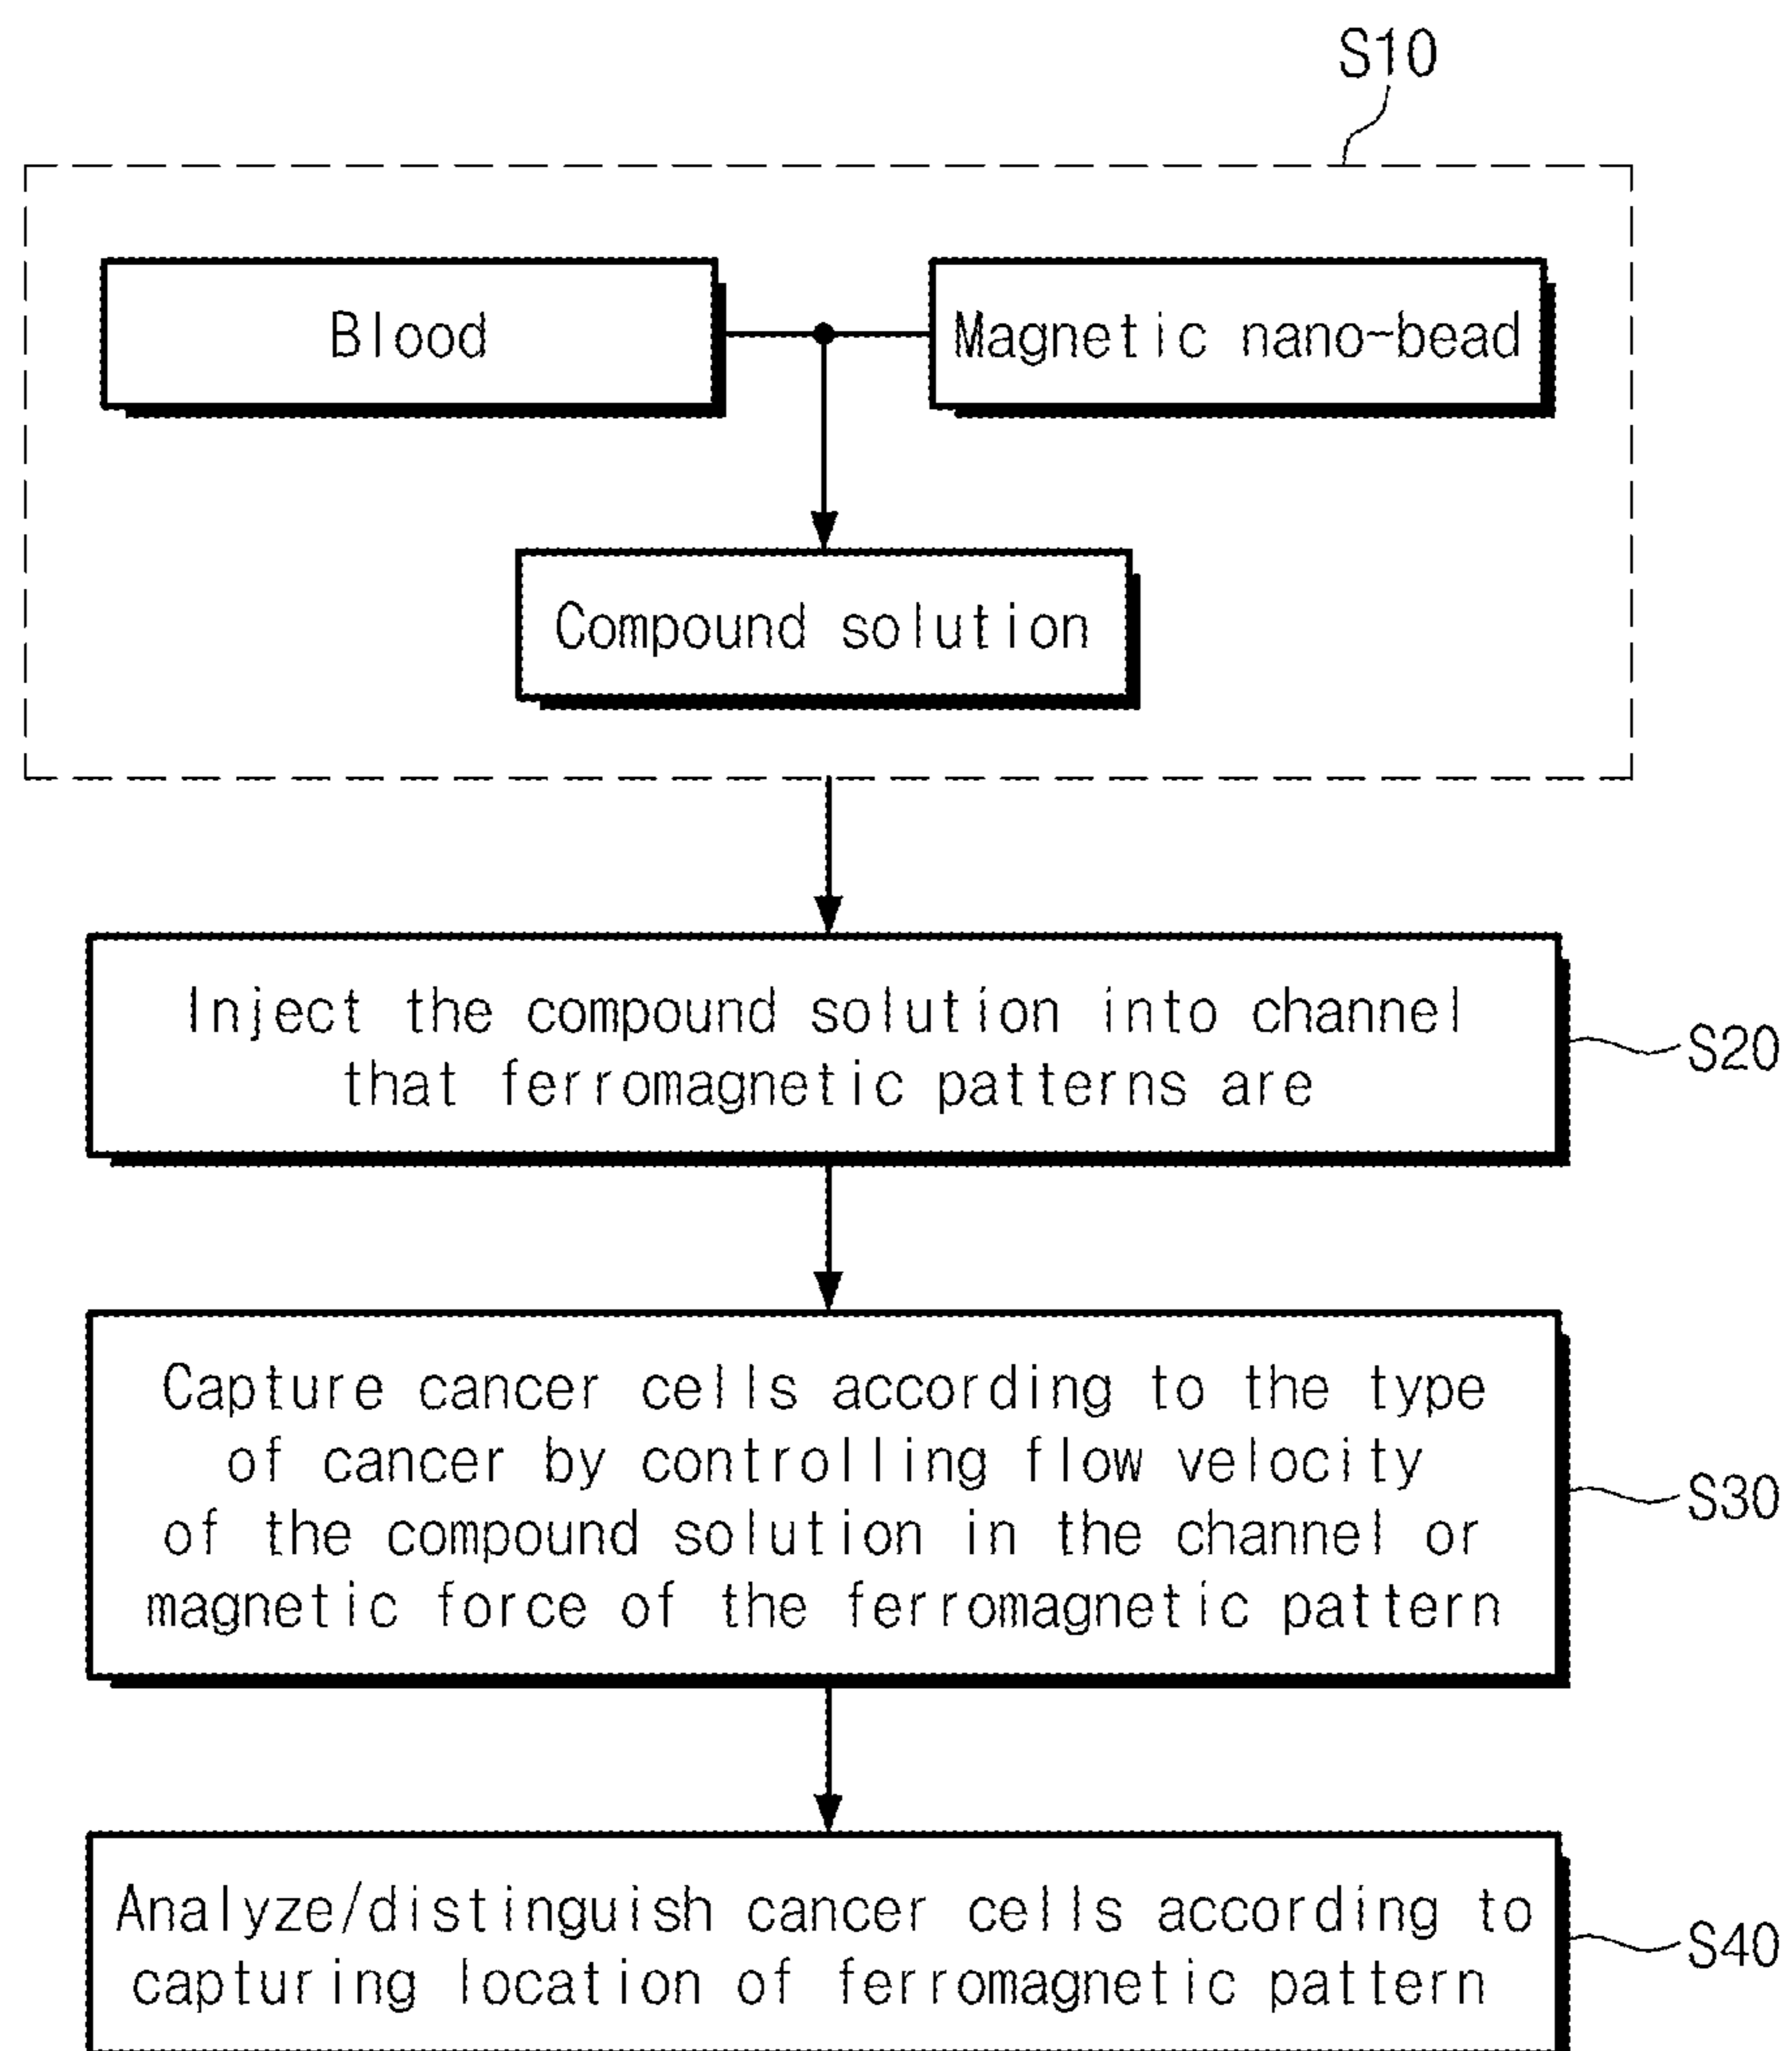 S10
Blood
Magnetic nano-bead
Compound solution
Inject the compound solution into channel
that ferromagnetic patterns are
S20
Capture cancer cells according to the type
of cancer by controlling flow velocity
of the compound solution in the channel or
magnetic force of the ferromagnetic pattern
S30
Analyze/distinguish cancer cells according to
capturing location of ferromagnetic pattern
S40